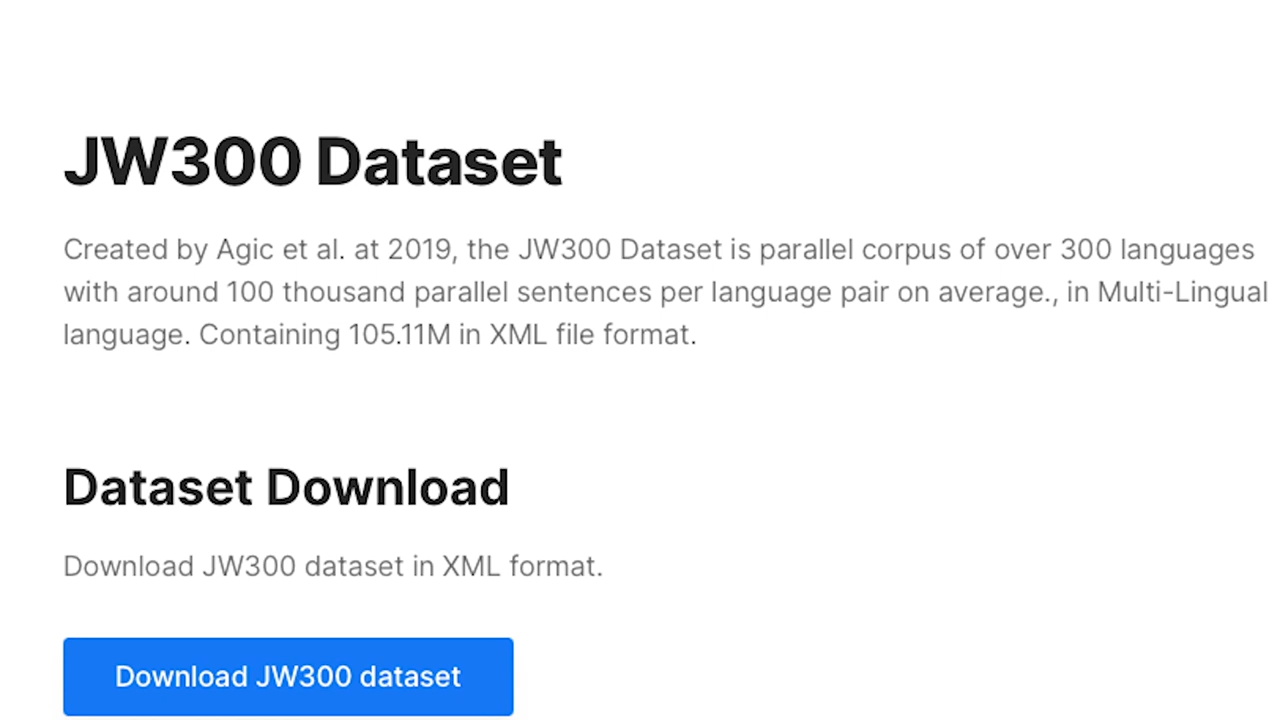 JW300 Dataset
Created by Agic et al. at 2019, the JW300 Dataset is parallel corpus of over 300 languages
with around 100 thousand parallel sentences per language pair on average., in Multi-Lingual
language. Containing 105.11M in XML file format.
Dataset Download
Download JW300 dataset in XML format.
Download JW300 dataset